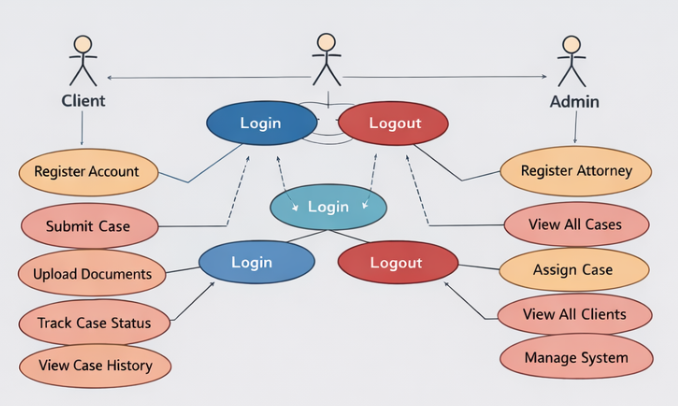 Client
Admin
Login
Logout
Register Account
Register Attorney
Login
Submit Case
View All Cases
Login
Logout
Upload Documents
Assign Case
Track Case Status
View All Clients
View Case History
Manage System